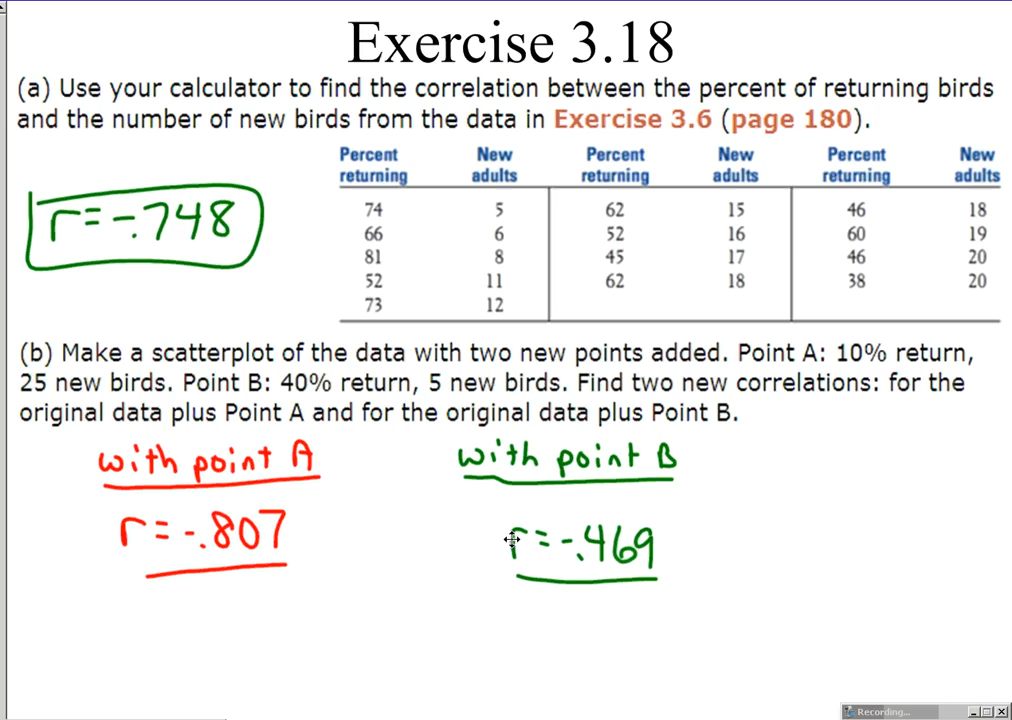 Exercise 3.18
(a) Use your calculator to find the correlation between the percent of returning birds
and the number of new birds from the data in Exercise 3.6 (page 180).
Percent New Percent New Percent New
returning adults returning adults returning adults
74 5 62 15 46 18
66 6 52 16 60 19
81 8 45 17 46 20
52 11 62 18 38 20
73 12
r=-.748
(b) Make a scatterplot of the data with two new points added. Point A: 10% return,
25 new birds. Point B: 40% return, 5 new birds. Find two new correlations: for the
original data plus Point A and for the original data plus Point B.
with point A with point B
r=-.807 r=-.469
Recording...